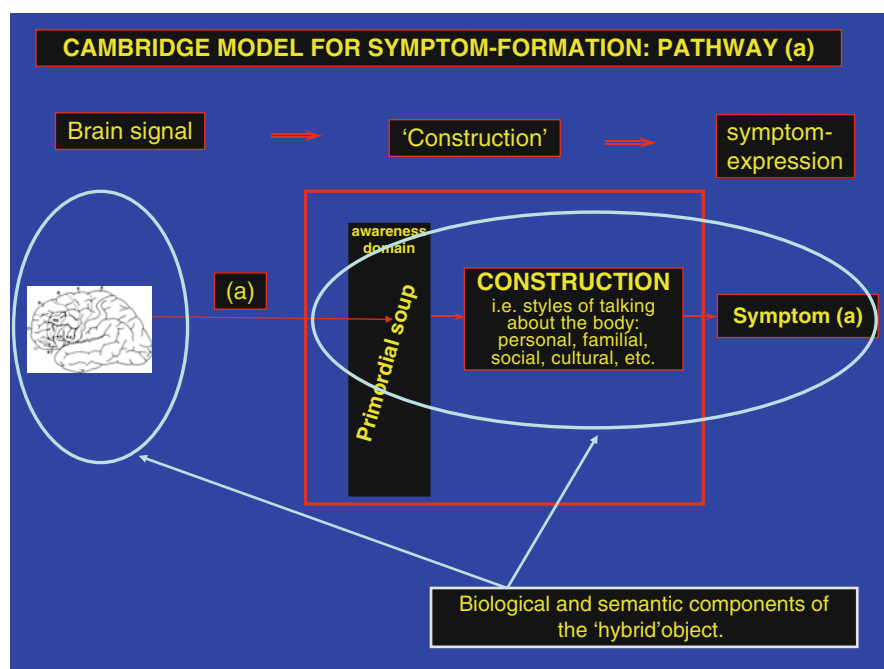 CAMBRIDGE MODEL FOR SYMPTOM-FORMATION: PATHWAY (a)
Brain signal
‘Construction’
symptom-
expression
awareness
domain
(a)
Primordial soup
CONSTRUCTION
i.e. styles of talking
about the body:
personal, familial,
social, cultural, etc.
Symptom (a)
Biological and semantic components of
the ‘hybrid’object.